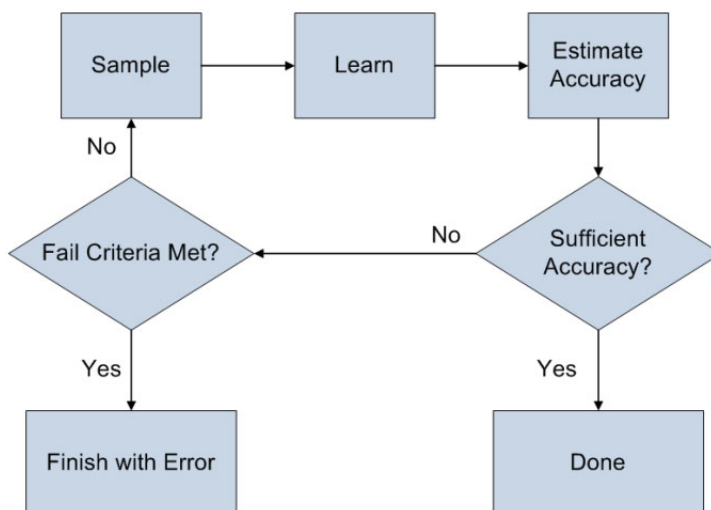 Sample
Learn
Estimate
Accuracy
No
Fail Criteria Met?
No
Sufficient
Accuracy?
Yes
Yes
Finish with Error
Done